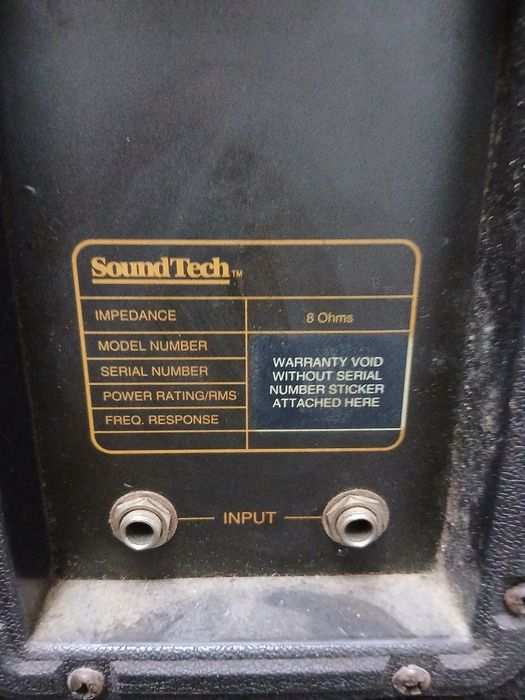 SoundTech™
IMPEDANCE 8 Ohms
MODEL NUMBER
SERIAL NUMBER
POWER RATING/RMS
FREQ. RESPONSE
WARRANTY VOID
WITHOUT SERIAL
NUMBER STICKER
ATTACHED HERE
INPUT